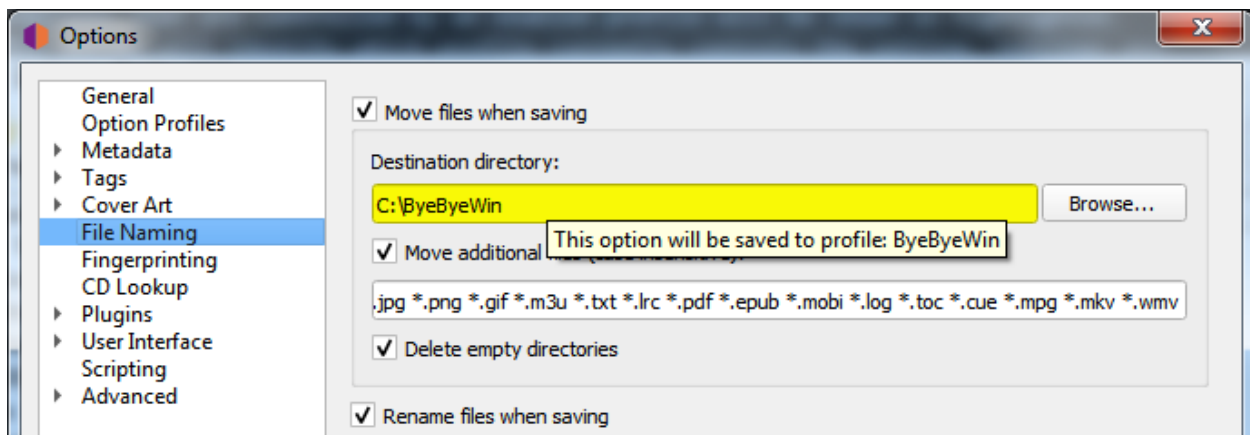 Options
General
Option Profiles
Metadata
Tags
Cover Art
File Naming
Fingerprinting
CD Lookup
Plugins
User Interface
Scripting
Advanced
Move files when saving
Destination directory:
C:\ByeByeWin
Browse...
This option will be saved to profile: ByeByeWin
Move additional
.jpg *.png *.gif *.m3u *.txt *.lrc *.pdf *.epub *.mobi *.log *.toc *.cue *.mpg *.mkv *.wmv
Delete empty directories
Rename files when saving